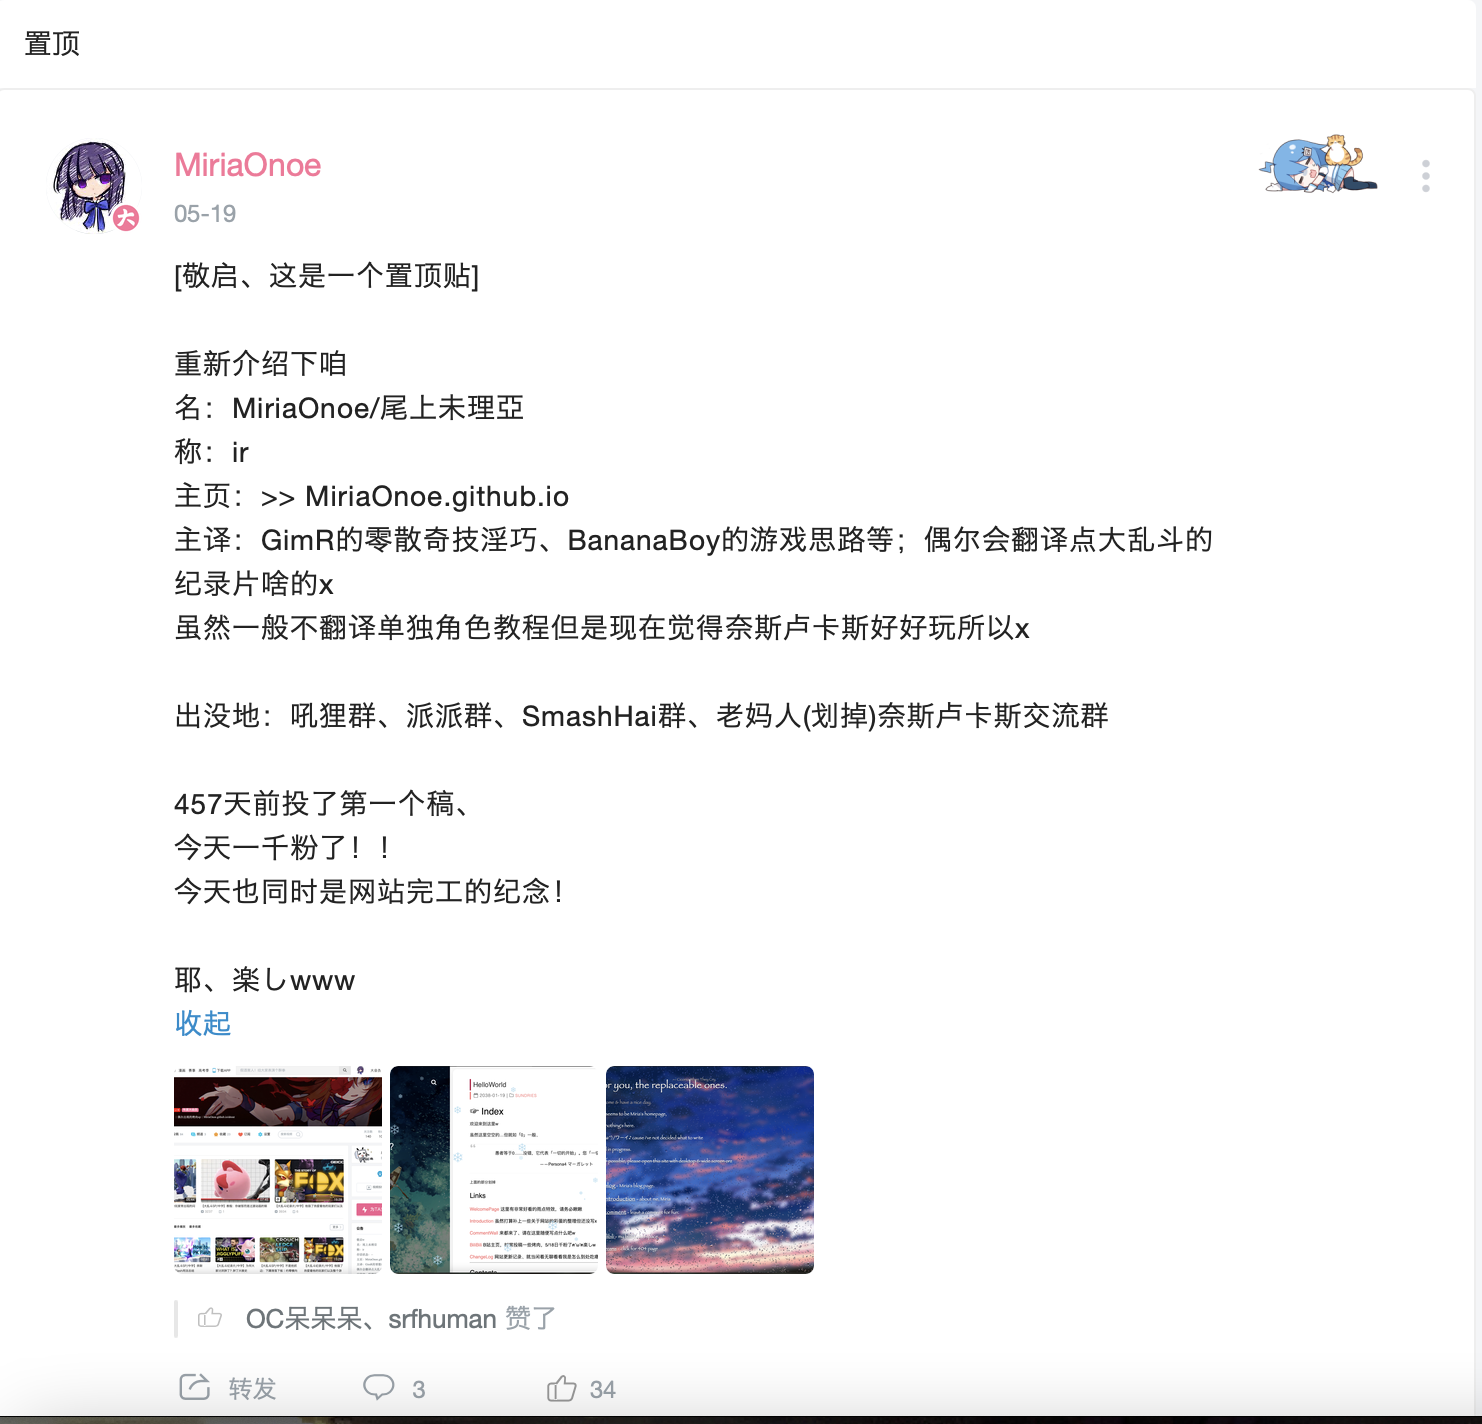 置顶
MiriaOnoe
05-19
大
[敬启、这是一个置顶贴]
重新介绍下咱
名：MiriaOnoe/尾上未理亞
称：ir
主页：>> MiriaOnoe.github.io
主译：GimR的零散奇技淫巧、BananaBoy的游戏思路等；偶尔会翻译点大乱斗的
纪录片啥的x
虽然一般不翻译单独角色教程但是现在觉得奈斯卢卡斯好好玩所以x
出没地：吼狸群、派派群、SmashHai群、老妈人(划掉)奈斯卢卡斯交流群
457天前投了第一个稿、
今天一千粉了！！
今天也同时是网站完工的纪念！
耶、楽しwww
收起
HelloWorld
Index
Links
WelcomePage
Introduction
CommentWall
ChangeLog
or you, the replaceable ones.
FOX
OC呆呆呆、srfhuman 赞了
转发
3
34